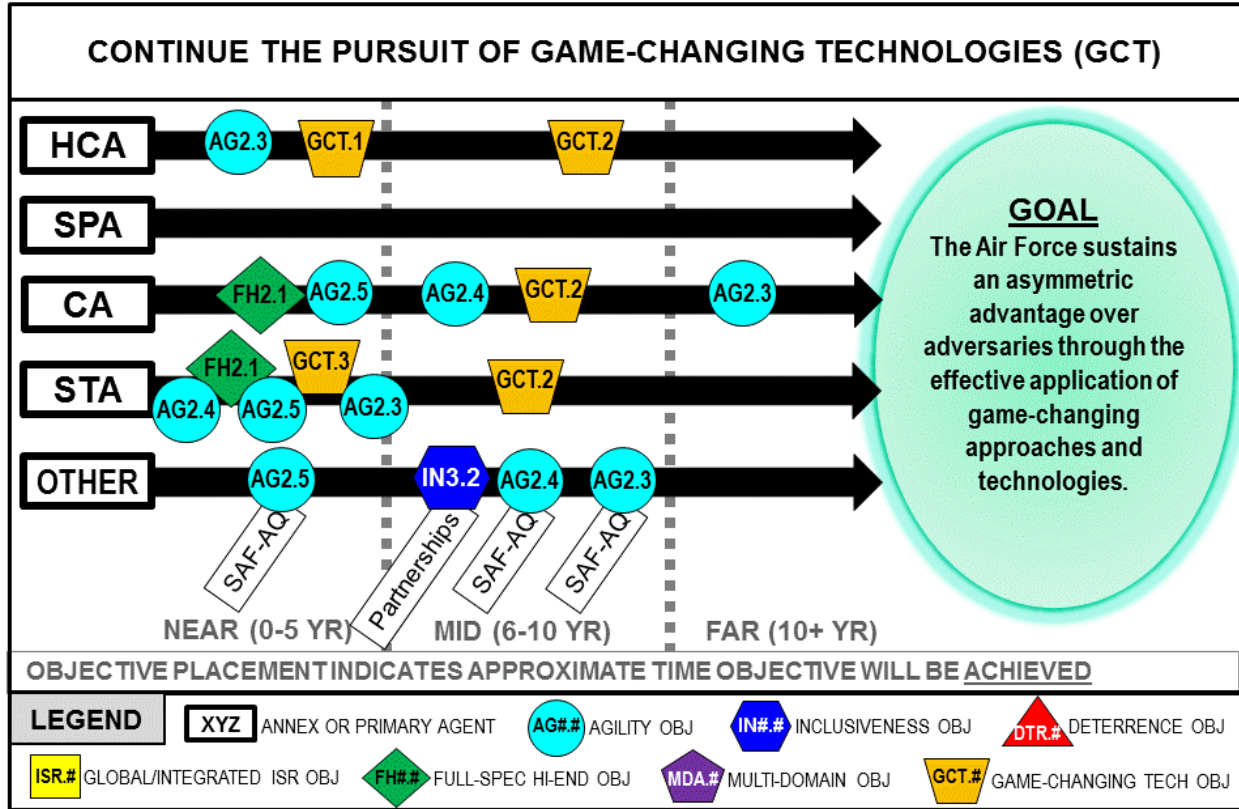 CONTINUE THE PURSUIT OF GAME-CHANGING TECHNOLOGIES (GCT)
HCA
AG2.3
GCT.1
GCT.2
SPA
CA
FH2.1
AG2.5
AG2.4
GCT.2
AG2.3
STA
AG2.4
FH2.1
AG2.5
GCT.3
AG2.3
GCT.2
OTHER
AG2.5
IN3.2
AG2.4
AG2.3
SAF-AQ
Partnerships
SAF-AQ
SAF-AQ
NEAR (0-5 YR)
MID (6-10 YR)
FAR (10+ YR)
GOAL
The Air Force sustains
an asymmetric
advantage over
adversaries through the
effective application of
game-changing
approaches and
technologies.
OBJECTIVE PLACEMENT INDICATES APPROXIMATE TIME OBJECTIVE WILL BE ACHIEVED
LEGEND
XYZ ANNEX OR PRIMARY AGENT
AG#.# AGILITY OBJ
IN#.# INCLUSIVENESS OBJ
DTR.# DETERRENCE OBJ
ISR.# GLOBAL/INTEGRATED ISR OBJ
FH#.# FULL-SPEC HI-END OBJ
MDA.# MULTI-DOMAIN OBJ
GCT.# GAME-CHANGING TECH OBJ